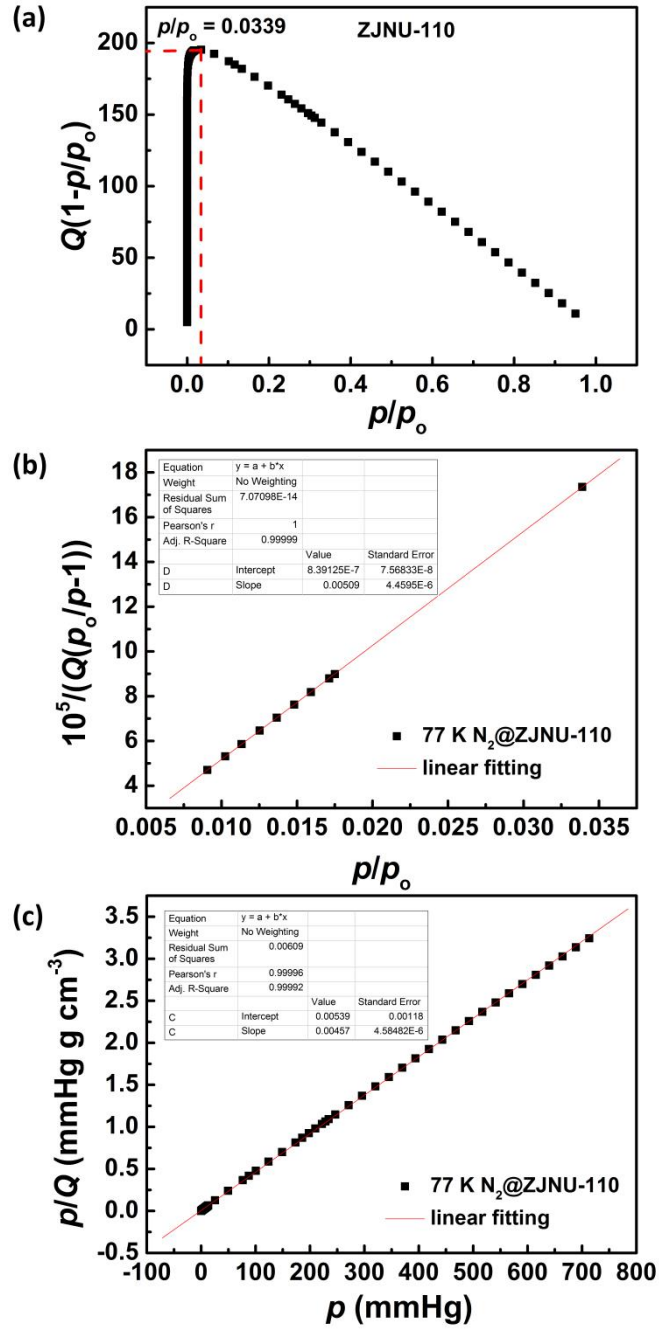 (a)
p/pₒ = 0.0339
ZJNU-110
200
150
100
50
0
Q(1-p/pₒ)
0.0 0.2 0.4 0.6 0.8 1.0
p/pₒ
(b)
Equation y = a + b*x
Weight No Weighting
Residual Sum of Squares 7.07098E-14
Pearson's r 1
Adj. R-Square 0.99999
Value Standard Error
D Intercept 8.39125E-7 7.56833E-8
D Slope 0.00509 4.4595E-6
18
16
14
12
10
8
6
4
10⁵/(Q(pₒ/p-1))
77 K N₂@ZJNU-110
linear fitting
0.005 0.010 0.015 0.020 0.025 0.030 0.035
p/pₒ
(c)
Equation y = a + b*x
Weight No Weighting
Residual Sum of Squares 0.00609
Pearson's r 0.99996
Adj. R-Square 0.99992
Value Standard Error
C Intercept 0.00539 0.00118
C Slope 0.00457 4.58482E-6
3.5
3.0
2.5
2.0
1.5
1.0
0.5
0.0
-0.5
p/Q (mmHg g cm⁻³)
77 K N₂@ZJNU-110
linear fitting
-100 0 100 200 300 400 500 600 700 800
p (mmHg)